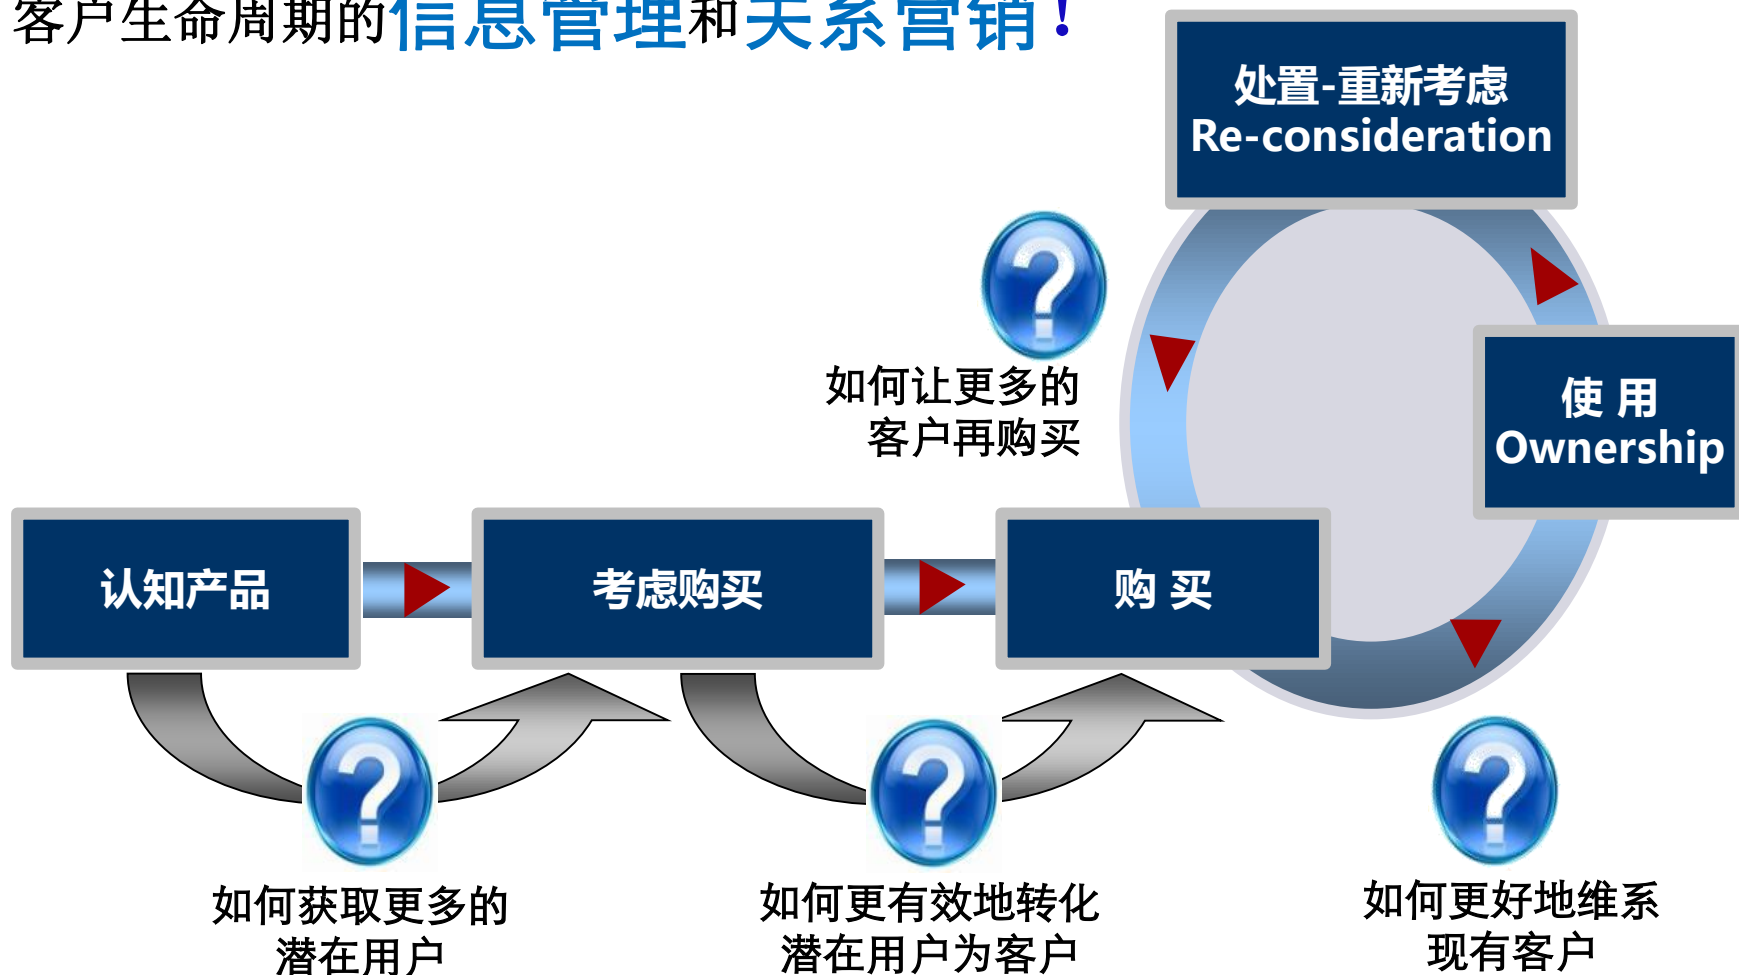 客户生命周期的信息管理和关系营销!
处置-重新考虑
Re-consideration
如何让更多的
客户再购买
使 用
Ownership
认知产品
考虑购买
购 买
如何获取更多的
潜在用户
如何更有效地转化
潜在用户为客户
如何更好地维系
现有客户